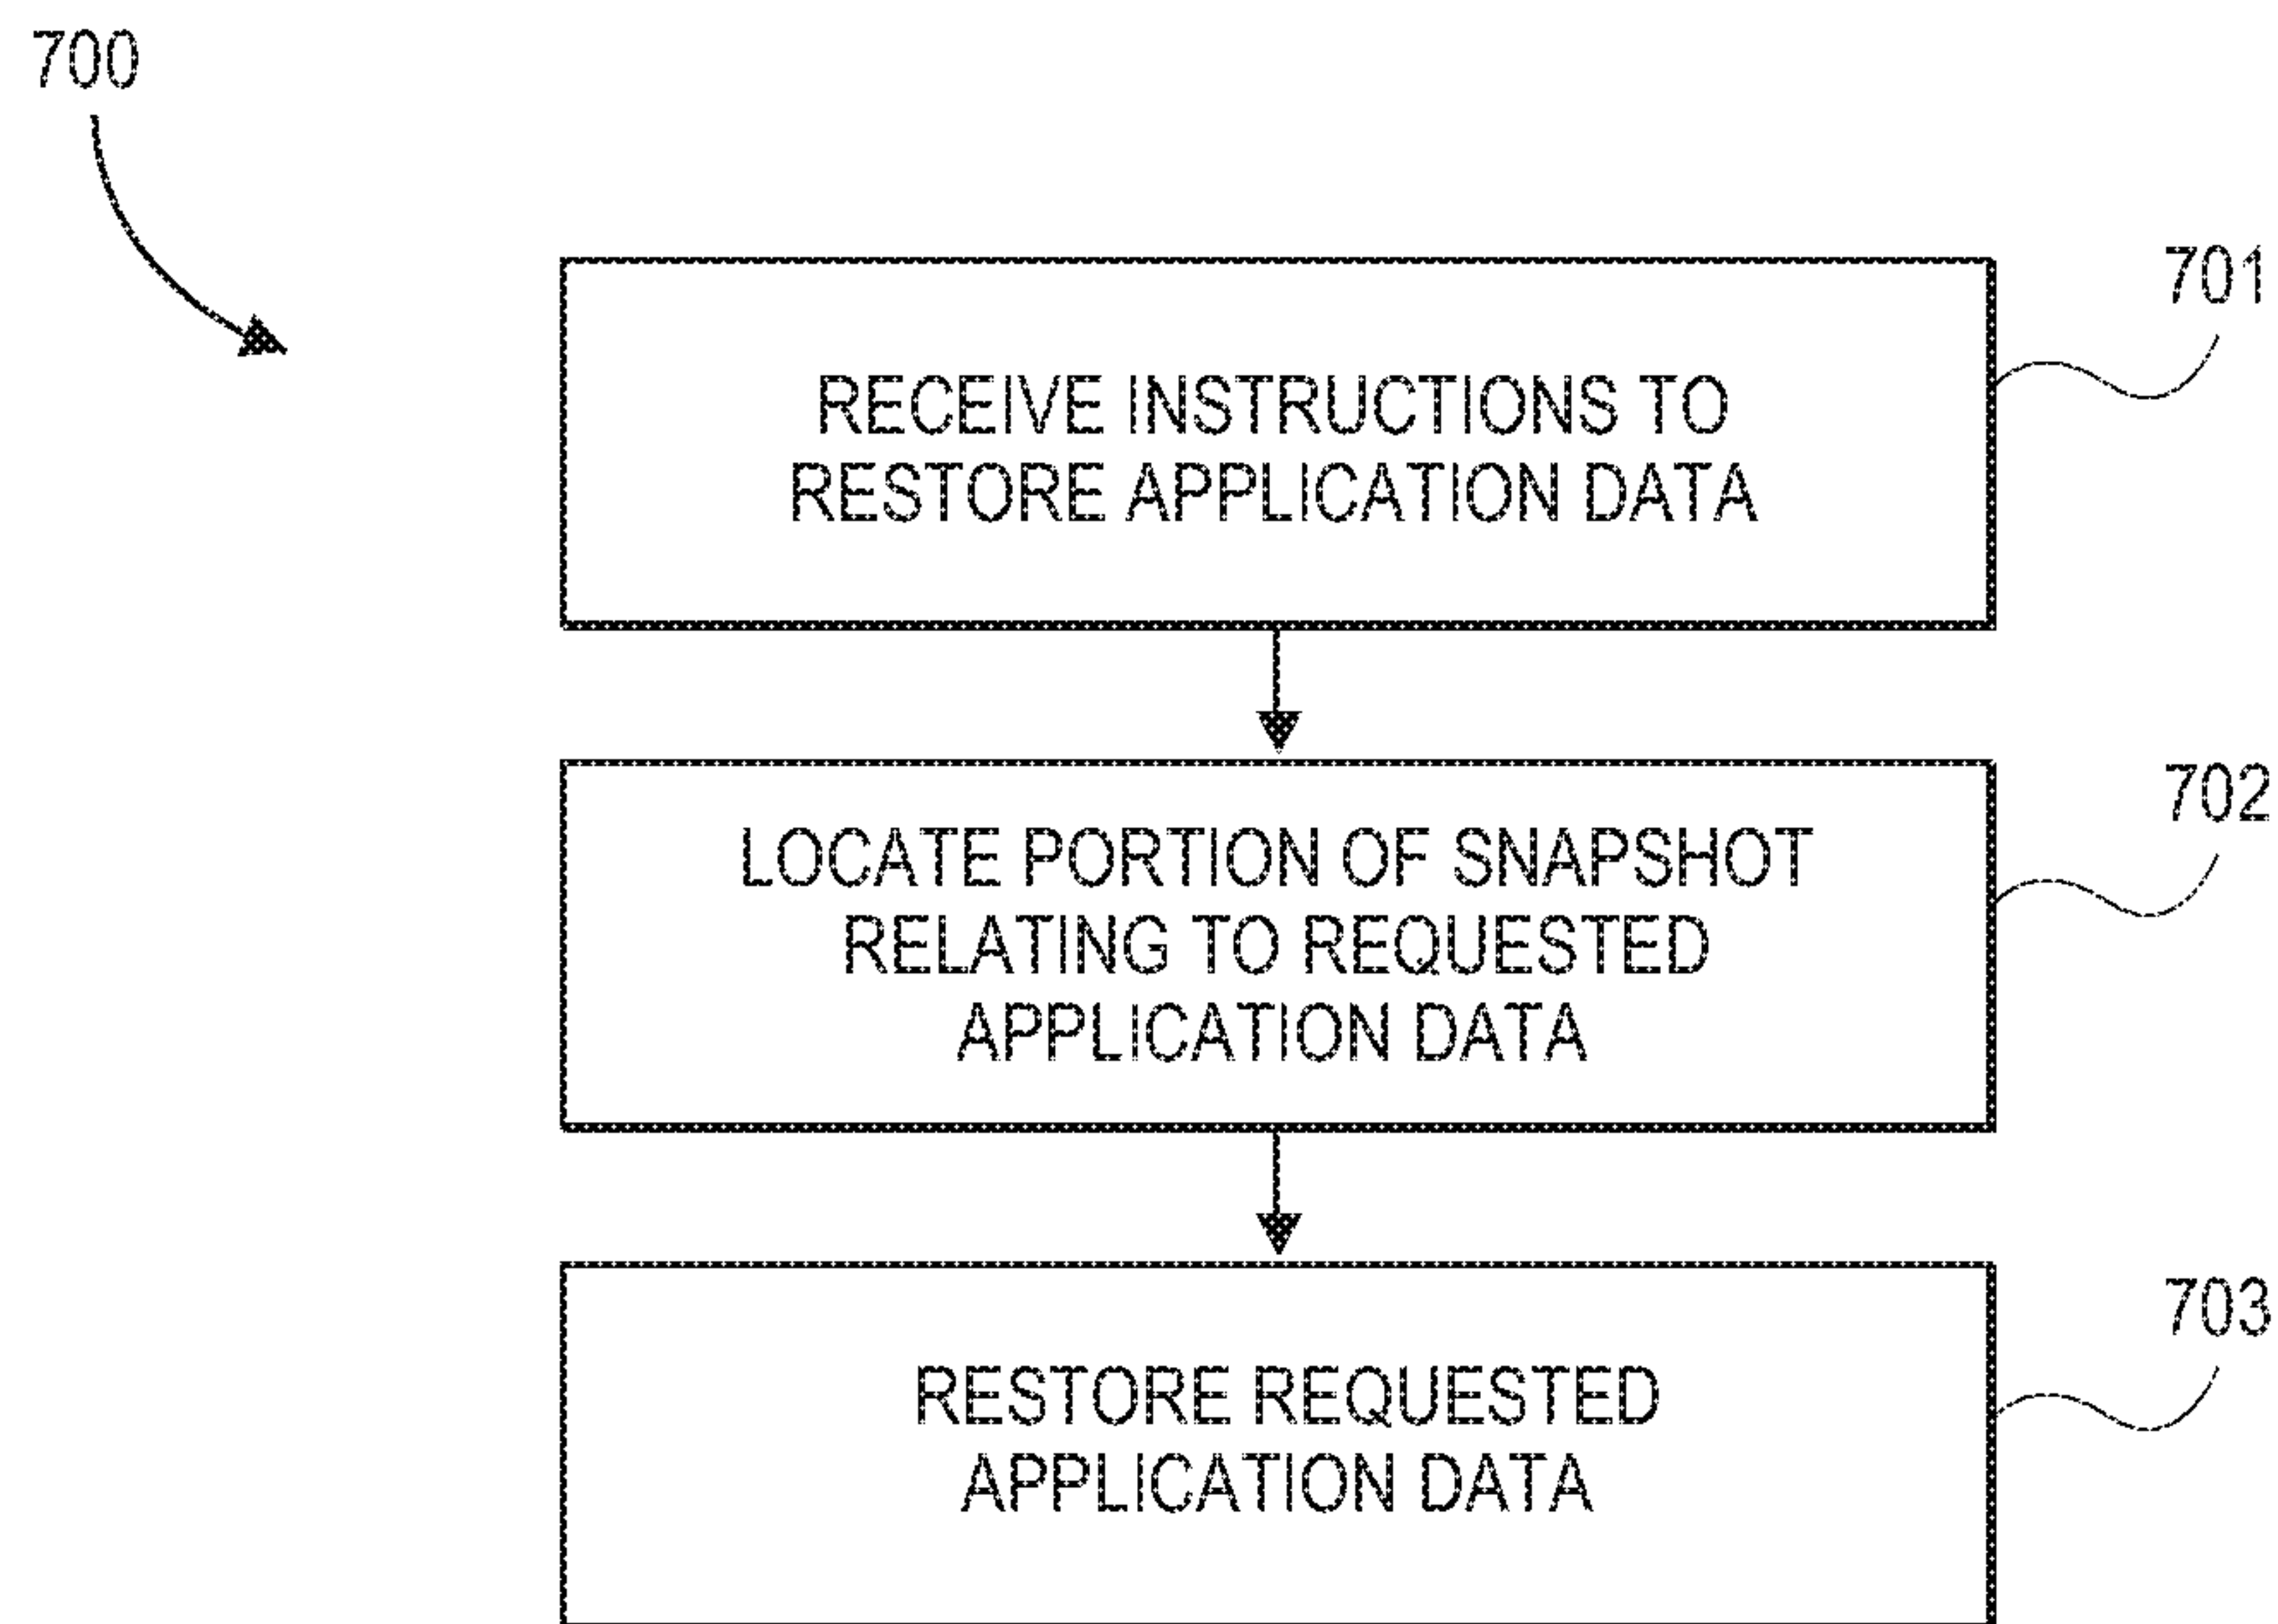 700
701
RECEIVE INSTRUCTIONS TO
RESTORE APPLICATION DATA
702
LOCATE PORTION OF SNAPSHOT
RELATING TO REQUESTED
APPLICATION DATA
703
RESTORE REQUESTED
APPLICATION DATA